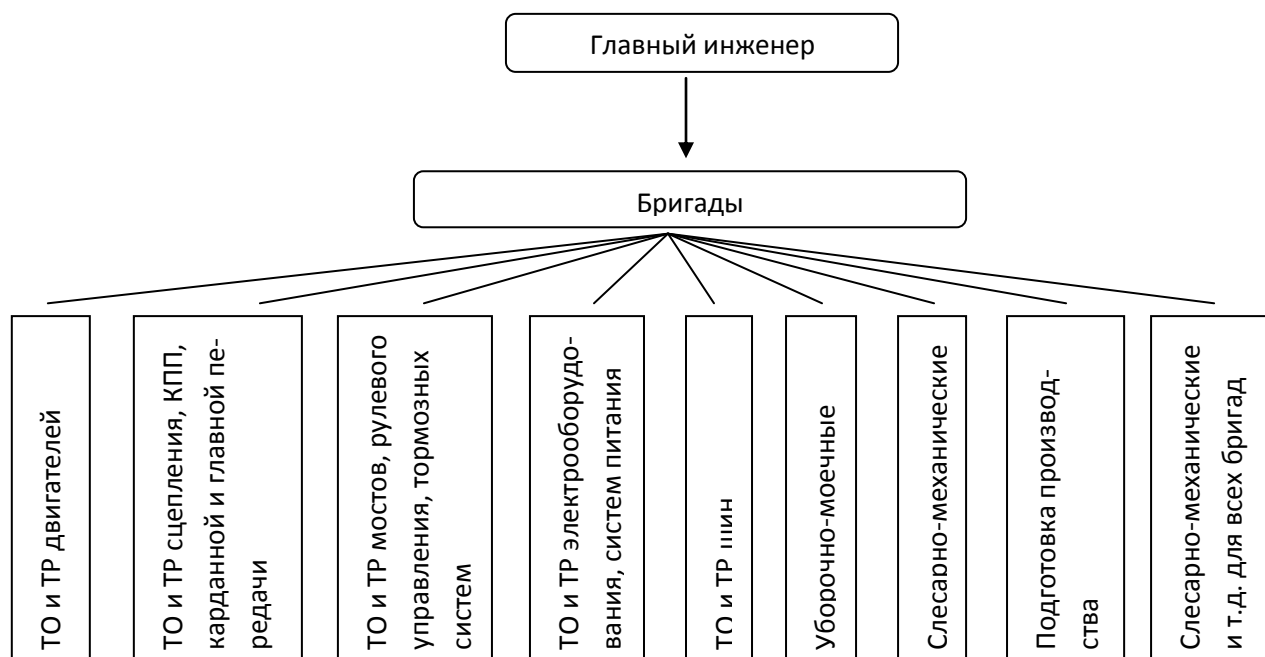 Главный инженер
Бригады
ТО и ТР двигателей
ТО и ТР сцепления, КПП,
карданной и главной пе-
редачи
ТО и ТР мостов, рулевого
управления, тормозных
систем
ТО и ТР электрооборудо-
вания, систем питания
ТО и ТР шин
Уборочно-моечные
Слесарно-механические
Подготовка производ-
ства
Слесарно-механические
и т.д. для всех бригад